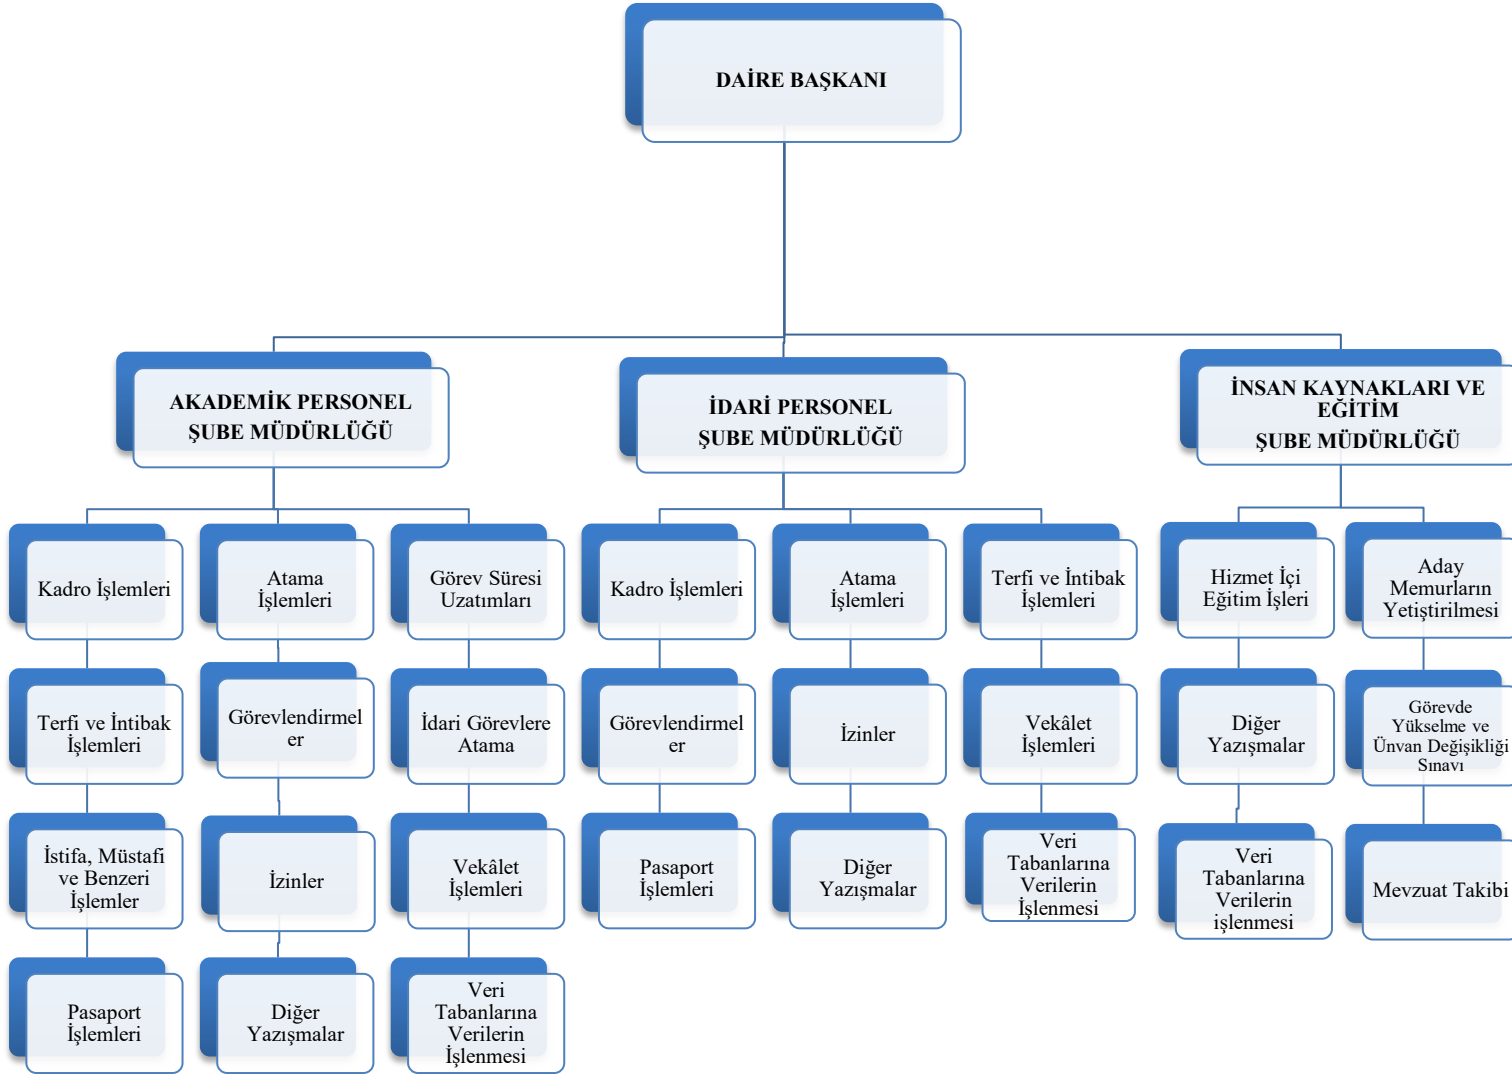 DAİRE BAŞKANI
AKADEMİK PERSONEL
ŞUBE MÜDÜRLÜĞÜ
İDARİ PERSONEL
ŞUBE MÜDÜRLÜĞÜ
İNSAN KAYNAKLARI VE
EĞİTİM
ŞUBE MÜDÜRLÜĞÜ
Kadro İşlemleri
Atama
İşlemleri
Görev Süresi
Uzatımları
Kadro İşlemleri
Atama
İşlemleri
Terfi ve İntibak
İşlemleri
Hizmet İçi
Eğitim İşleri
Aday
Memurların
Yetiştirilmesi
Terfi ve İntibak
İşlemleri
Görevlendirmel
er
İdari Görevlere
Atama
Görevlendirmel
er
İzinler
Vekâlet
İşlemleri
Diğer
Yazışmalar
Görevde
Yükselme ve
Ünvan Değişikliği
Sınavı
İstifa, Müstafi
ve Benzeri
İşlemler
İzinler
Vekâlet
İşlemleri
Pasaport
İşlemleri
Diğer
Yazışmalar
Veri
Tabanlarına
Verilerin
İşlenmesi
Veri
Tabanlarına
Verilerin
işlenmesi
Mevzuat Takibi
Pasaport
İşlemleri
Diğer
Yazışmalar
Veri
Tabanlarına
Verilerin
İşlenmesi